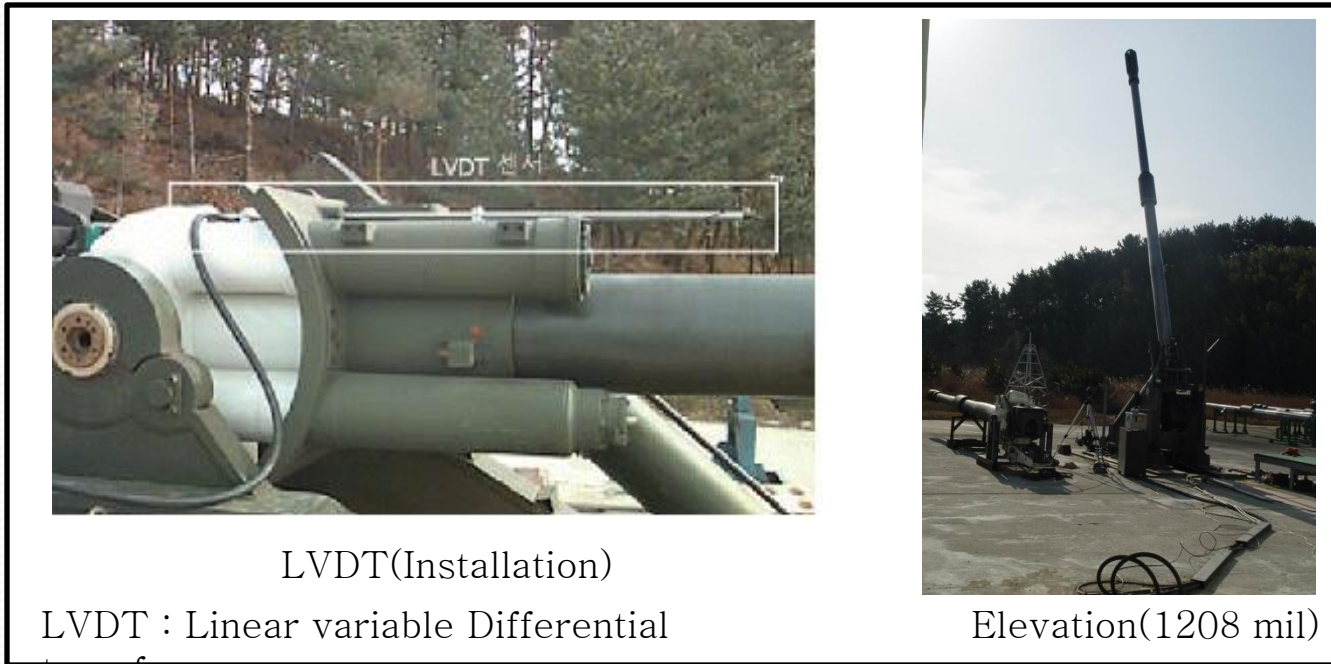 LVDT 센서
LVDT(Installation)
LVDT : Linear variable Differential
Elevation(1208 mil)